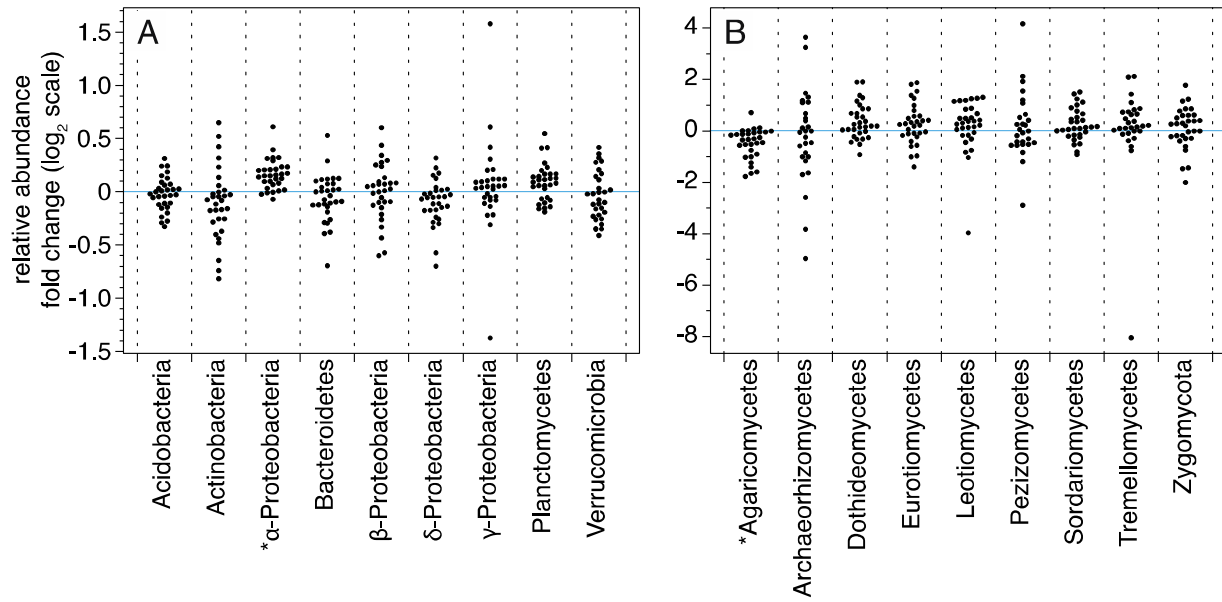 A
B
relative abundance
fold change (log₂ scale)
1.5
1.0
0.5
0
-0.5
-1.0
-1.5
4
2
0
-2
-4
-6
-8
Acidobacteria
Actinobacteria
*α-Proteobacteria
Bacteroidetes
β-Proteobacteria
δ-Proteobacteria
γ-Proteobacteria
Planctomycetes
Verrucomicrobia
*Agaricomycetes
Archaeorhizomycetes
Dothideomycetes
Eurotiomycetes
Leotiomycetes
Pezizomycetes
Sordariomycetes
Tremellomycetes
Zygomycota